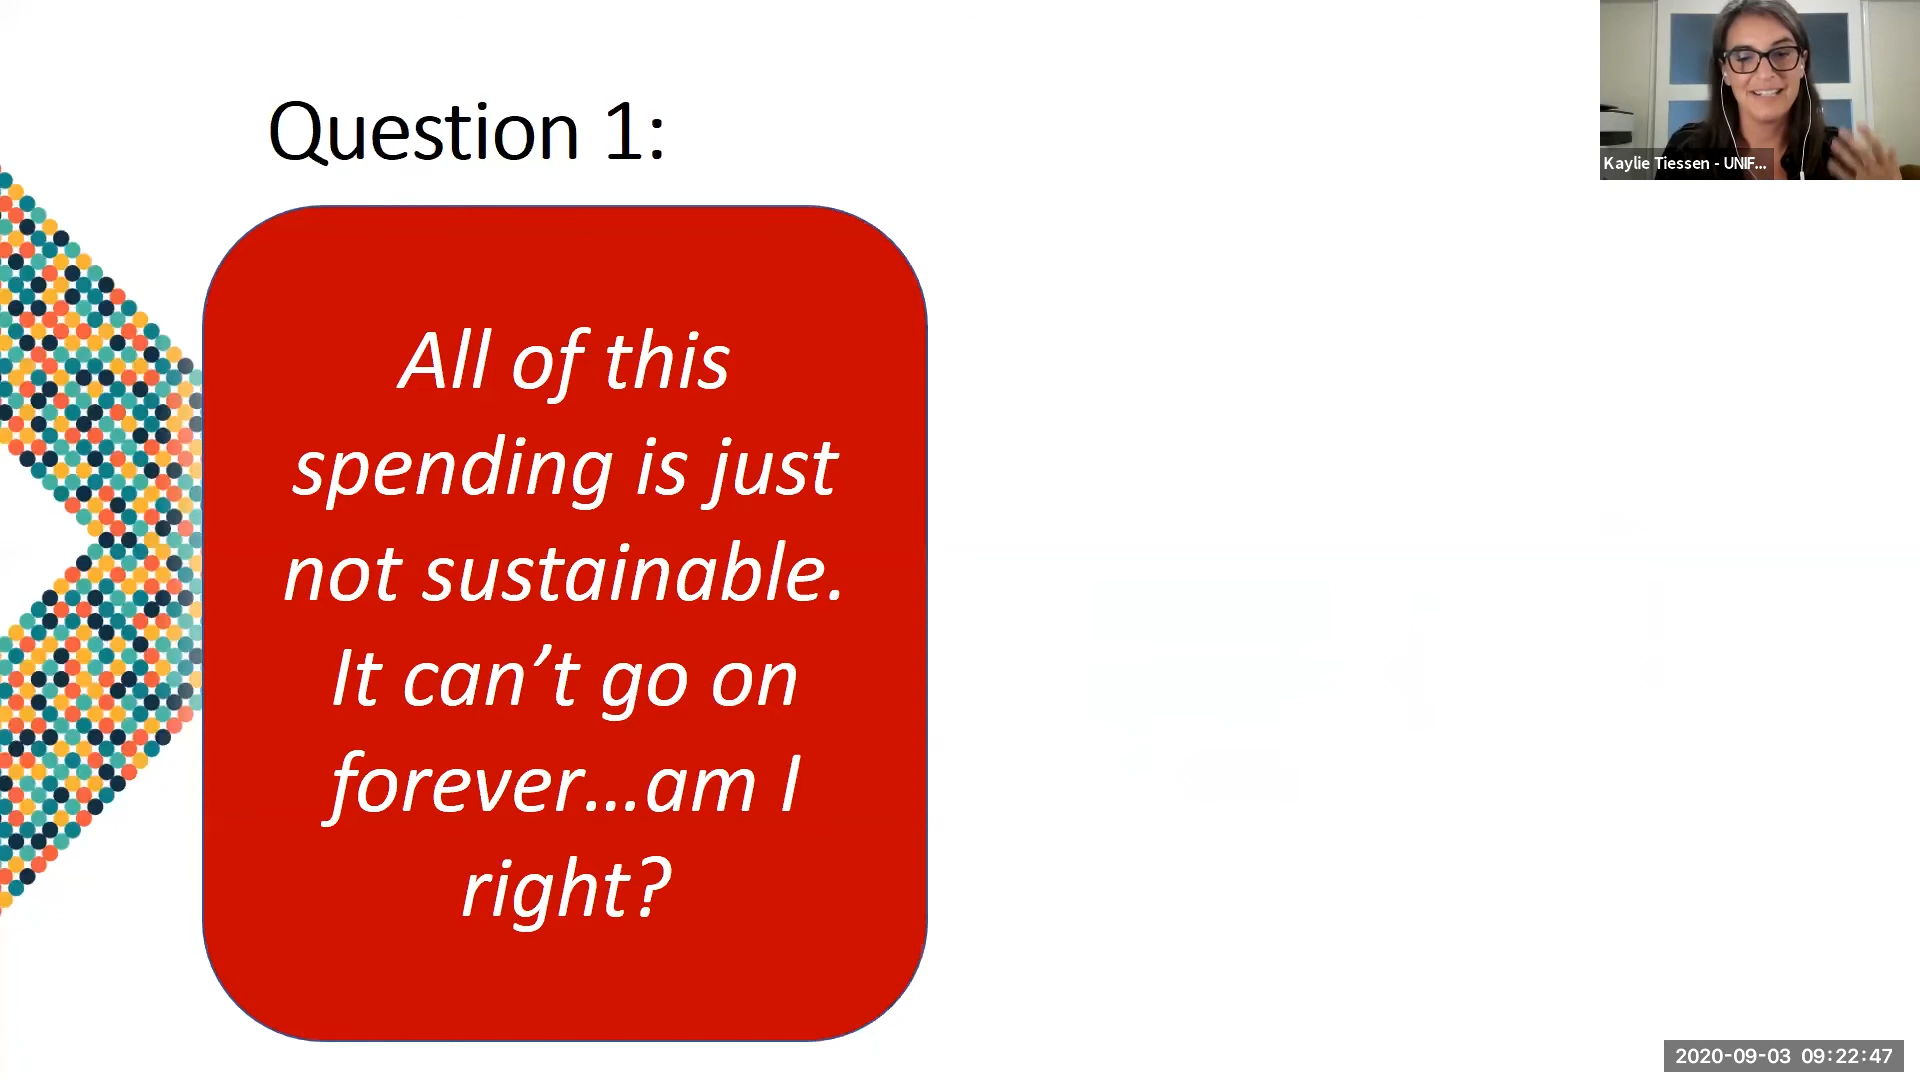 Question 1:
Kaylie Tiessen - UNIF...
All of this
spending is just
not sustainable.
It can’t go on
forever…am I
right?
2020-09-03 09:22:47